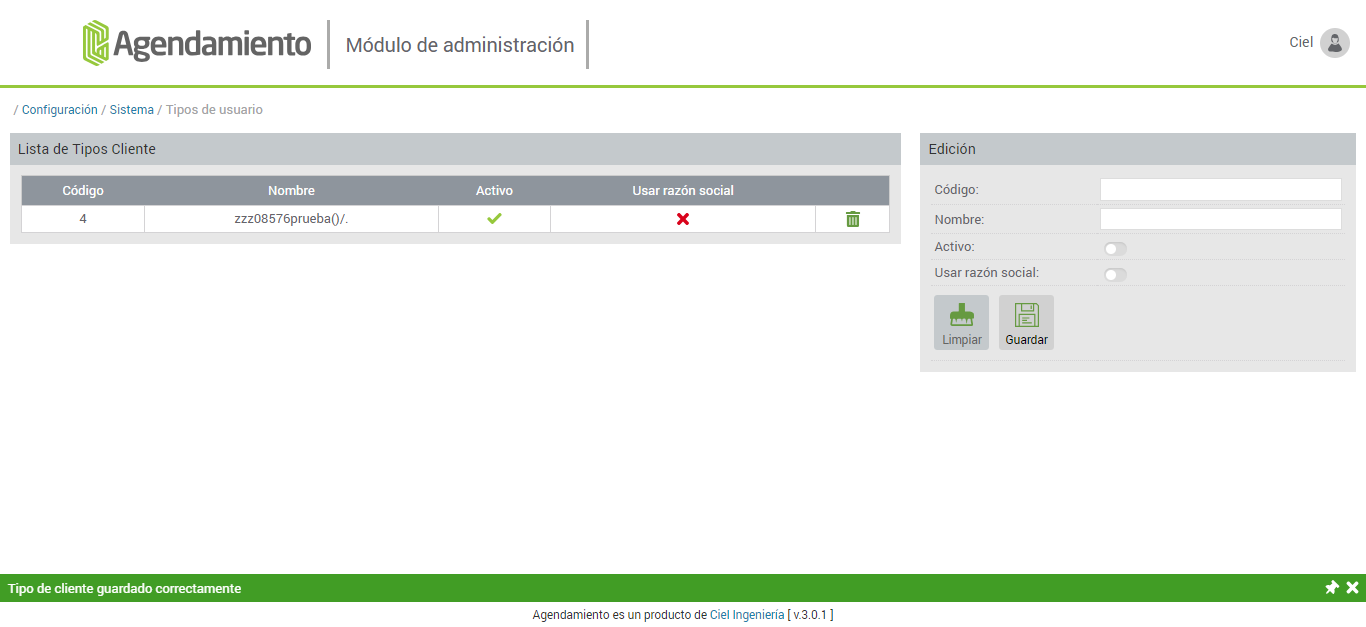 Agendamiento Módulo de administración Ciel
/ Configuración / Sistema / Tipos de usuario
Lista de Tipos Cliente
Código Nombre Activo Usar razón social
4 zzz08576prueba()/.
Edición
Código:
Nombre:
Activo:
Usar razón social:
Limpiar Guardar
Tipo de cliente guardado correctamente
Agendamiento es un producto de Ciel Ingeniería [ v.3.0.1 ]